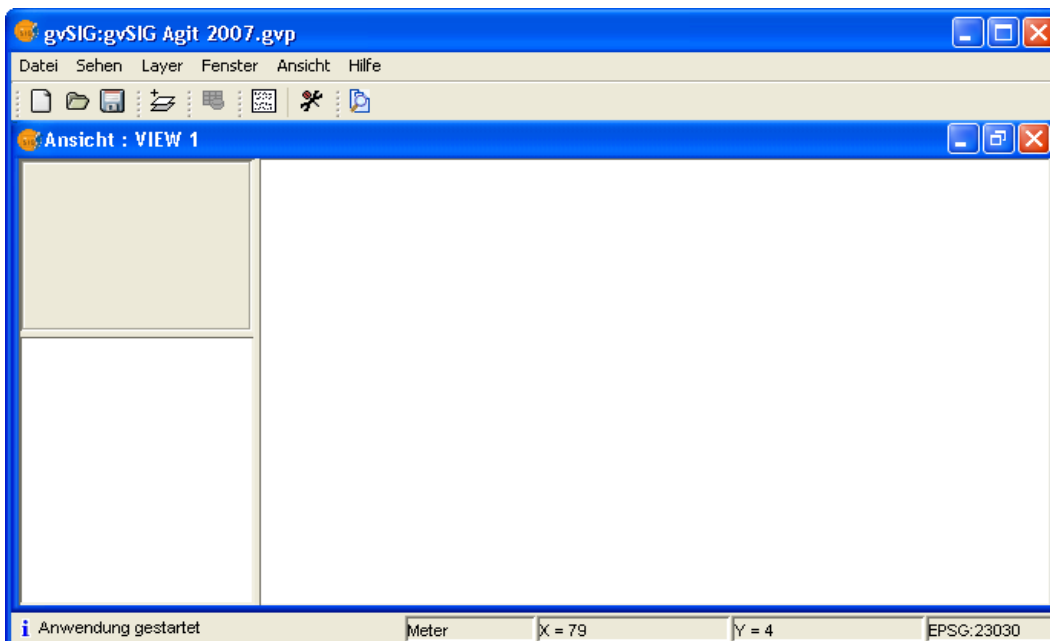 gvSIG:gvSIG Agit 2007.gvp
Datei Sehen Layer Fenster Ansicht Hilfe
Ansicht : VIEW 1
Anwendung gestartet Meter X = 79 Y = 4 EPSG:23030